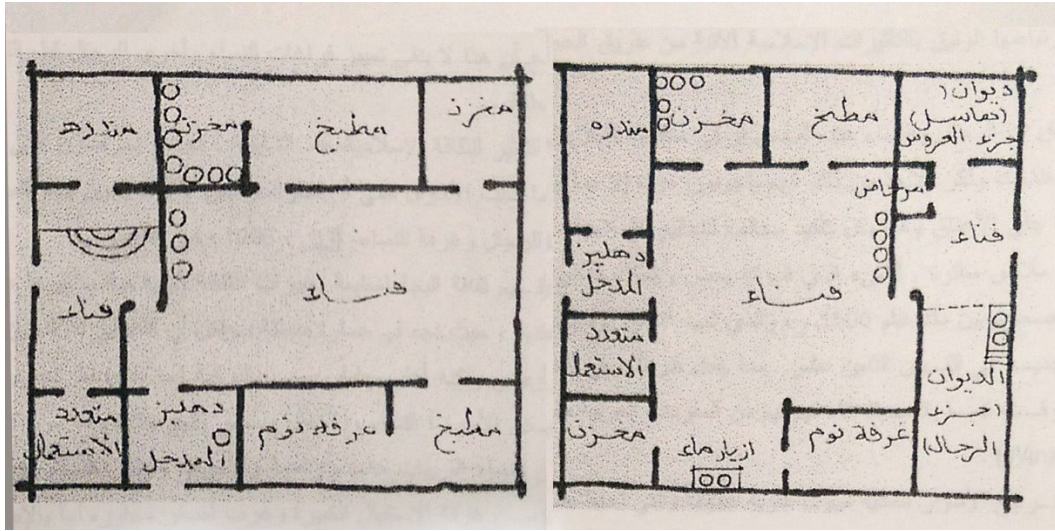 ديوان (
جزء العروس
مطبخ
مخزن
مندره
مرحاض
فناء
دهليز
المدخل
فناء
متعدد
الاستعمال
الديوان
(جزء
الرجال)
غرفة نوم
ازيار ماء
مخزن
مخزن
مطبخ
مخزن
مندره
فناء
فناء
مطبخ
غرفة نوم
دهليز
المدخل
متعدد
الاستعمال